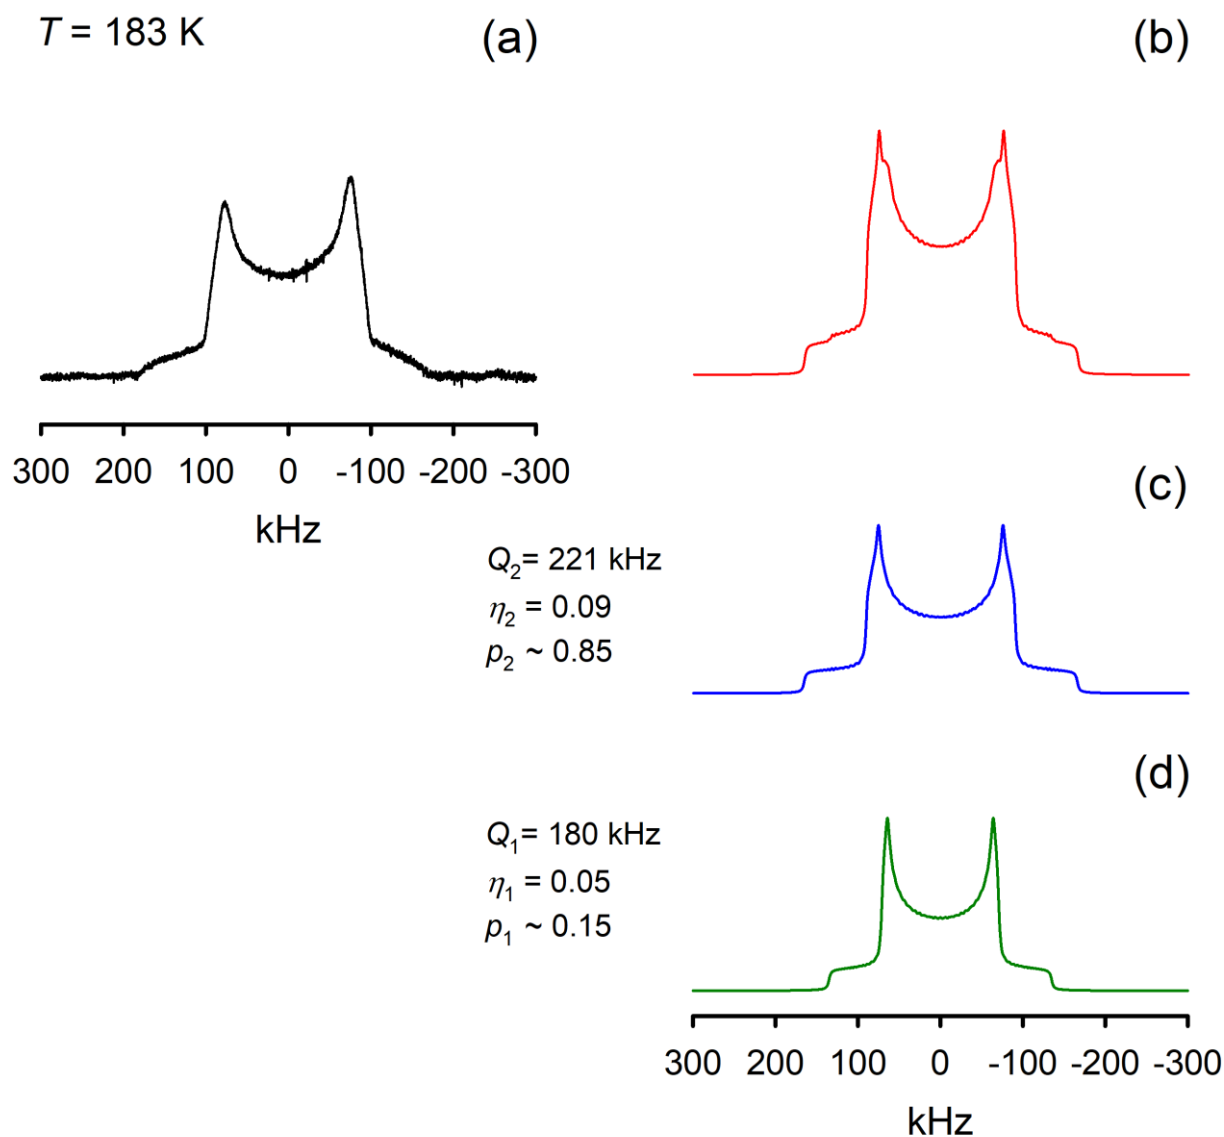 T = 183 K
(a)
(b)
300 200 100 0 -100 -200 -300
kHz
(c)
Q2= 221 kHz
η2 = 0.09
p2 ~ 0.85
(d)
Q1= 180 kHz
η1 = 0.05
p1 ~ 0.15
300 200 100 0 -100 -200 -300
kHz